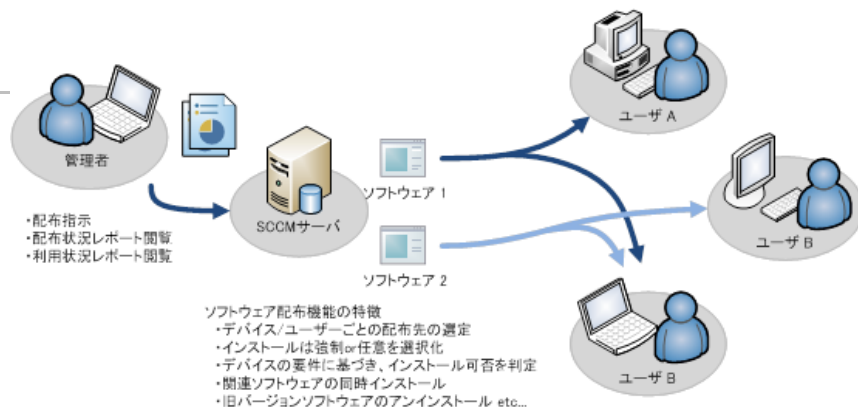 管理者
・配布指示
・配布状況レポート閲覧
・利用状況レポート閲覧
SCCMサーバ
ソフトウェア 1
ソフトウェア 2
ユーザ A
ユーザ B
ユーザ B
ソフトウェア配布機能の特徴
・デバイス/ユーザーごとの配布先の選定
・インストールは強制or任意を選択化
・デバイスの要件に基づき、インストール可否を判定
・関連ソフトウェアの同時インストール
・旧バージョンソフトウェアのアンインストール etc...